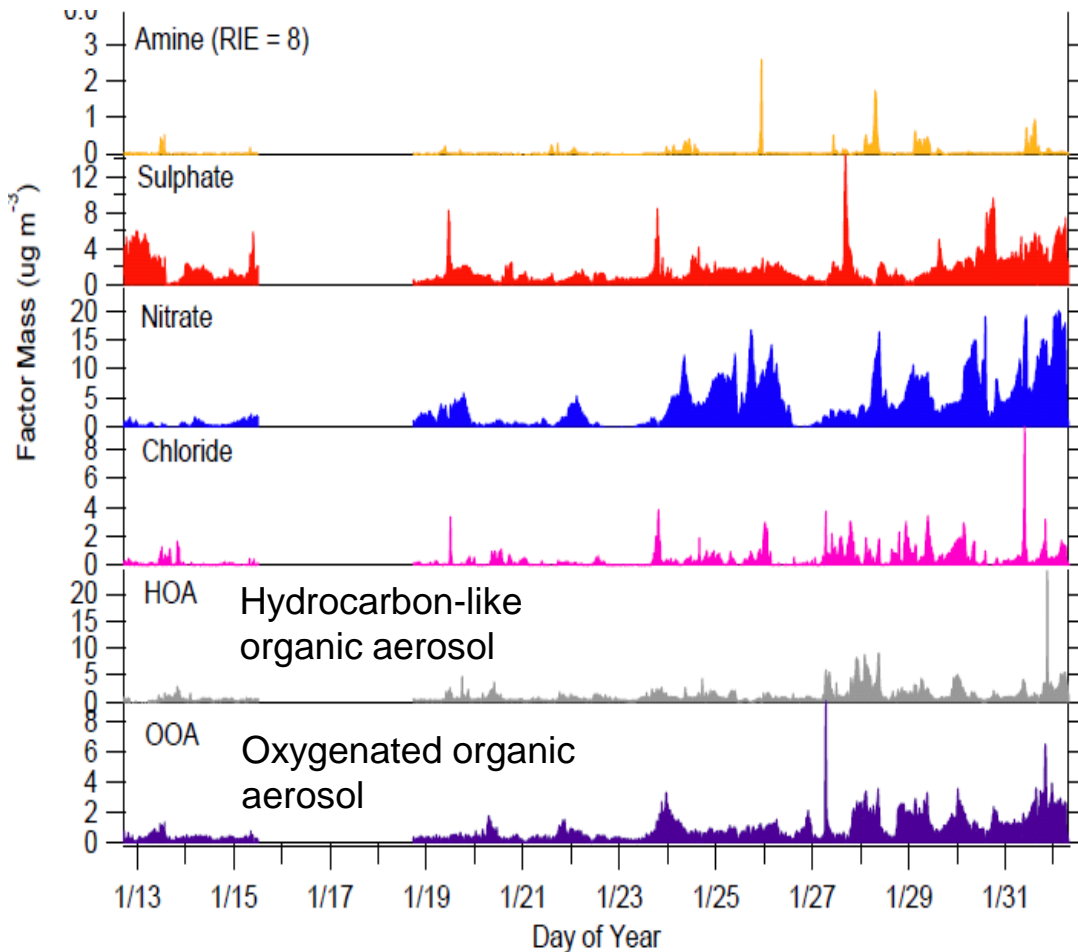 0.0
Amine (RIE = 8)
3
2
1
0
Sulphate
12
8
4
0
Nitrate
20
15
10
5
0
Chloride
8
6
4
2
0
HOA
Hydrocarbon-like
organic aerosol
20
15
10
5
0
OOA
Oxygenated organic
aerosol
8
6
4
2
0
Factor Mass (ug m⁻³)
1/13 1/15 1/17 1/19 1/21 1/23 1/25 1/27 1/29 1/31
Day of Year